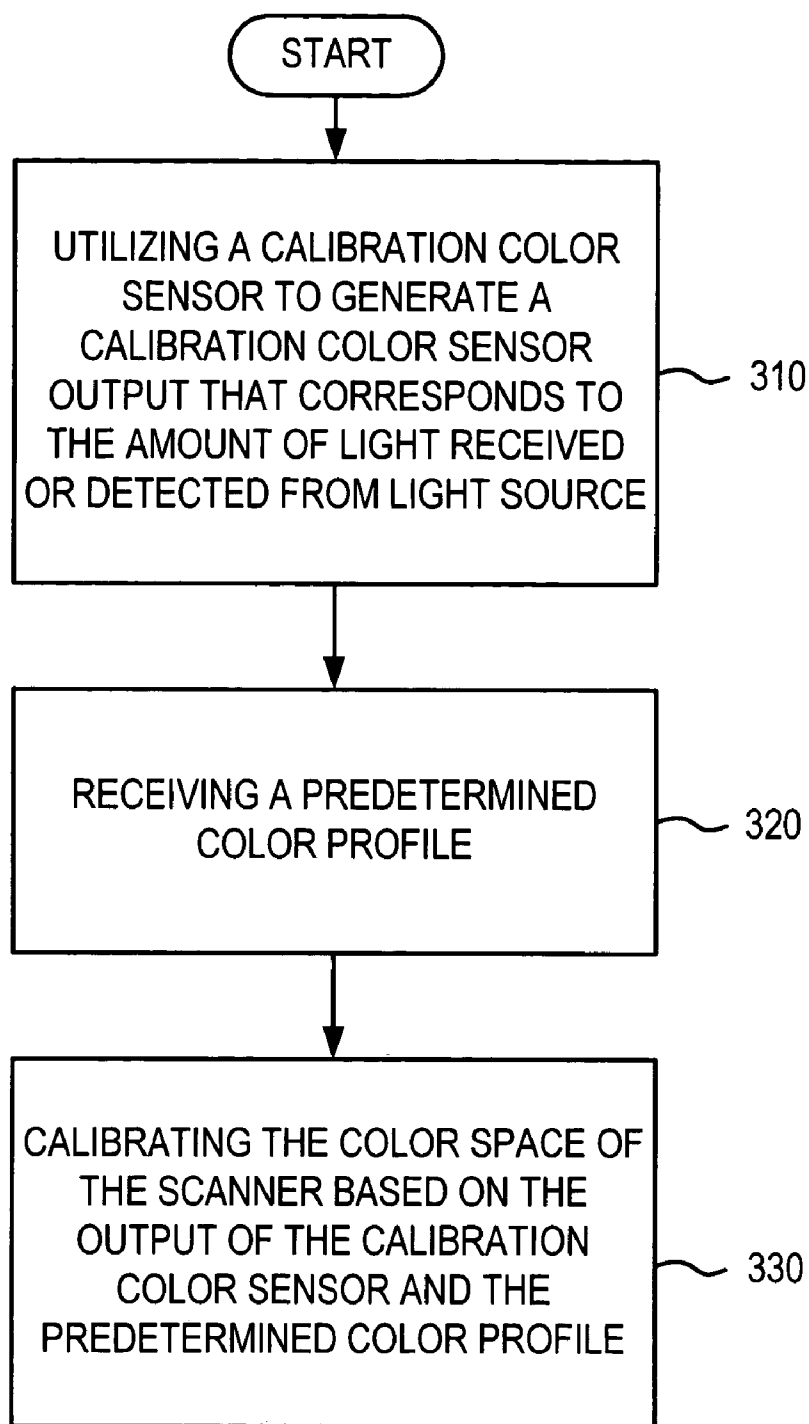 START
UTILIZING A CALIBRATION COLOR
SENSOR TO GENERATE A
CALIBRATION COLOR SENSOR
OUTPUT THAT CORRESPONDS TO
THE AMOUNT OF LIGHT RECEIVED
OR DETECTED FROM LIGHT SOURCE
310
RECEIVING A PREDETERMINED
COLOR PROFILE
320
CALIBRATING THE COLOR SPACE OF
THE SCANNER BASED ON THE
OUTPUT OF THE CALIBRATION
COLOR SENSOR AND THE
PREDETERMINED COLOR PROFILE
330